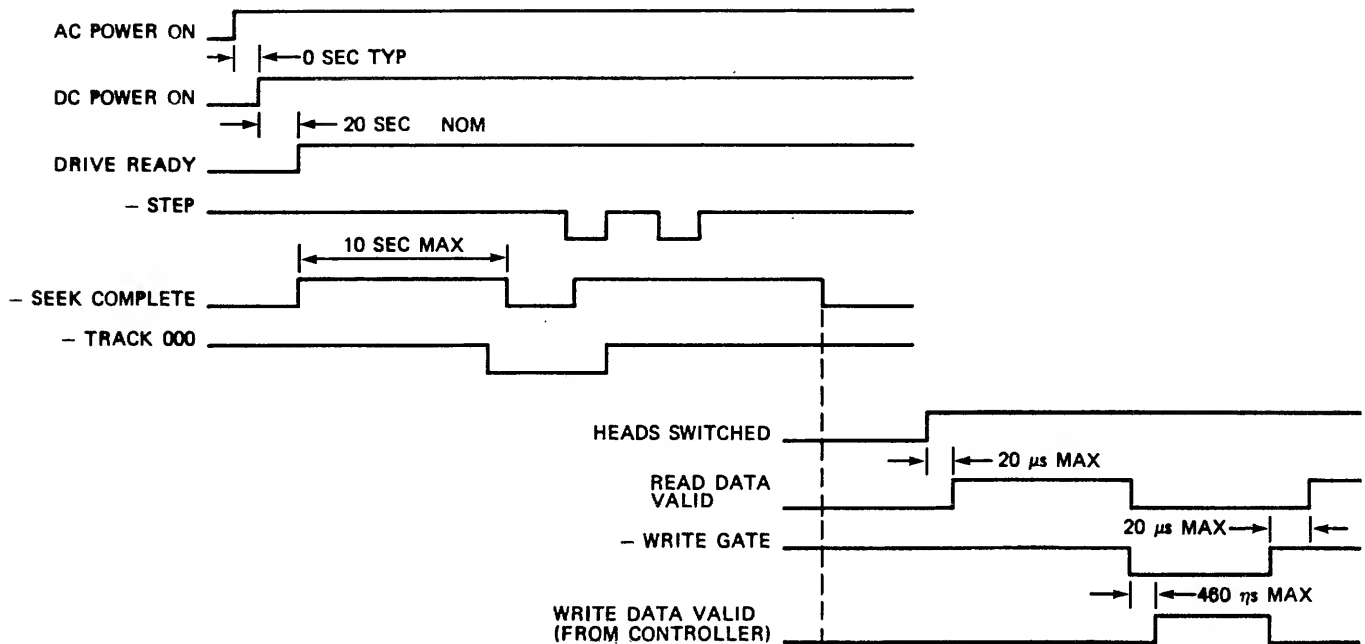 AC POWER ON
0 SEC TYP
DC POWER ON
20 SEC NOM
DRIVE READY
– STEP
10 SEC MAX
– SEEK COMPLETE
– TRACK 000
HEADS SWITCHED
20 μs MAX
READ DATA
VALID
20 μs MAX
– WRITE GATE
460 ηs MAX
WRITE DATA VALID
(FROM CONTROLLER)